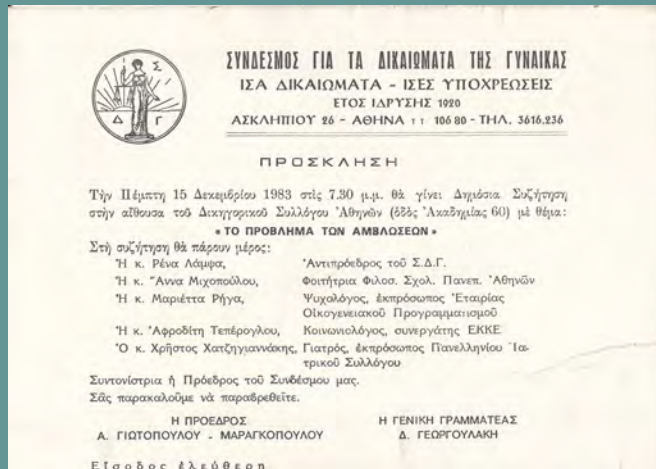 Σ
Δ Γ
ΣΥΝΔΕΣΜΟΣ ΓΙΑ ΤΑ ΔΙΚΑΙΩΜΑΤΑ ΤΗΣ ΓΥΝΑΙΚΑΣ
ΙΣΑ ΔΙΚΑΙΩΜΑΤΑ - ΙΣΕΣ ΥΠΟΧΡΕΩΣΕΙΣ
ΕΤΟΣ ΙΔΡΥΣΗΣ 1920
ΑΣΚΛΗΠΙΟΥ 26 - ΑΘΗΝΑ ττ 106 80 - ΤΗΛ. 3616.236
ΠΡΟΣΚΛΗΣΗ
Τὴν Πέμπτη 15 Δεκεμβρίου 1983 στὶς 7.30 μ.μ. θὰ γίνει Δημόσια Συζήτηση
στὴν αἴθουσα τοῦ Δικηγορικοῦ Συλλόγου Ἀθηνῶν (ὁδὸς Ἀκαδημίας 60) μὲ θέμα:
«ΤΟ ΠΡΟΒΛΗΜΑ ΤΩΝ ΑΜΒΛΩΣΕΩΝ»
Στὴ συζήτηση θὰ πάρουν μέρος:
Ἡ κ. Ρένα Λάμψα, Ἀντιπρόεδρος τοῦ Σ.Δ.Γ.
Ἡ κ. Ἄννα Μιχοπούλου, Φοιτήτρια Φιλοσ. Σχολ. Πανεπ. Ἀθηνῶν
Ἡ κ. Μαριέττα Ρήγα, Ψυχολόγος, ἐκπρόσωπος Ἑταιρίας
Οἰκογενειακοῦ Προγραμματισμοῦ
Ἡ κ. Ἀφροδίτη Τεπέρογλου, Κοινωνιολόγος, συνεργάτης ΕΚΚΕ
Ὁ κ. Χρῆστος Χατζηγιαννάκης, Γιατρός, ἐκπρόσωπος Πανελληνίου Ἰα-
τρικοῦ Συλλόγου
Συντονίστρια ἡ Πρόεδρος τοῦ Συνδέσμου μας.
Σᾶς παρακαλοῦμε νὰ παραβρεθεῖτε.
Η ΠΡΟΕΔΡΟΣ Η ΓΕΝΙΚΗ ΓΡΑΜΜΑΤΕΑΣ
Α. ΓΙΩΤΟΠΟΥΛΟΥ - ΜΑΡΑΓΚΟΠΟΥΛΟΥ Δ. ΓΕΩΡΓΟΥΛΑΚΗ
Εἴσοδος ἐλεύθερη